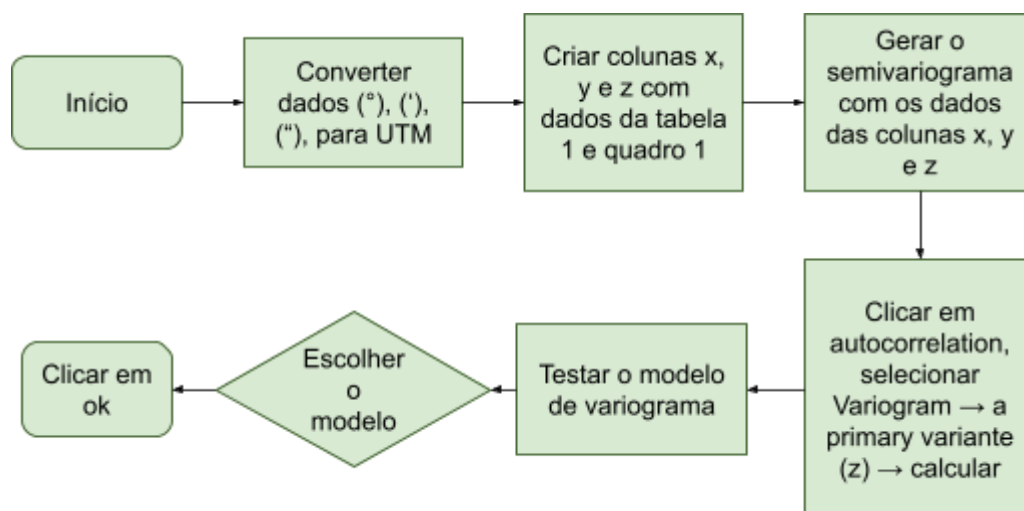 Início
Converter
dados (°), (‘),
(“), para UTM
Criar colunas x,
y e z com
dados da tabela
1 e quadro 1
Gerar o
semivariograma
com os dados
das colunas x, y
e z
Clicar em
autocorrelation,
selecionar
Variogram → a
primary variante
(z) → calcular
Testar o modelo
de variograma
Escolher
o
modelo
Clicar em
ok